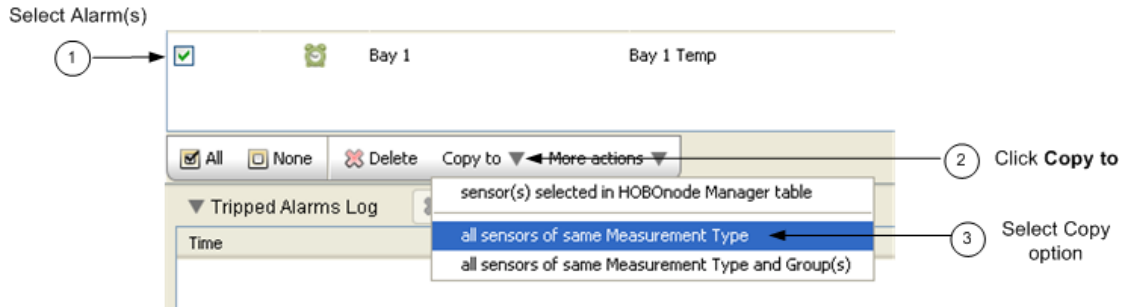 Select Alarm(s)
1
Bay 1 Bay 1 Temp
All None Delete Copy to More actions
2 Click Copy to
sensor(s) selected in HOBOnode Manager table
Tripped Alarms Log
Time
all sensors of same Measurement Type
3 Select Copy
option
all sensors of same Measurement Type and Group(s)